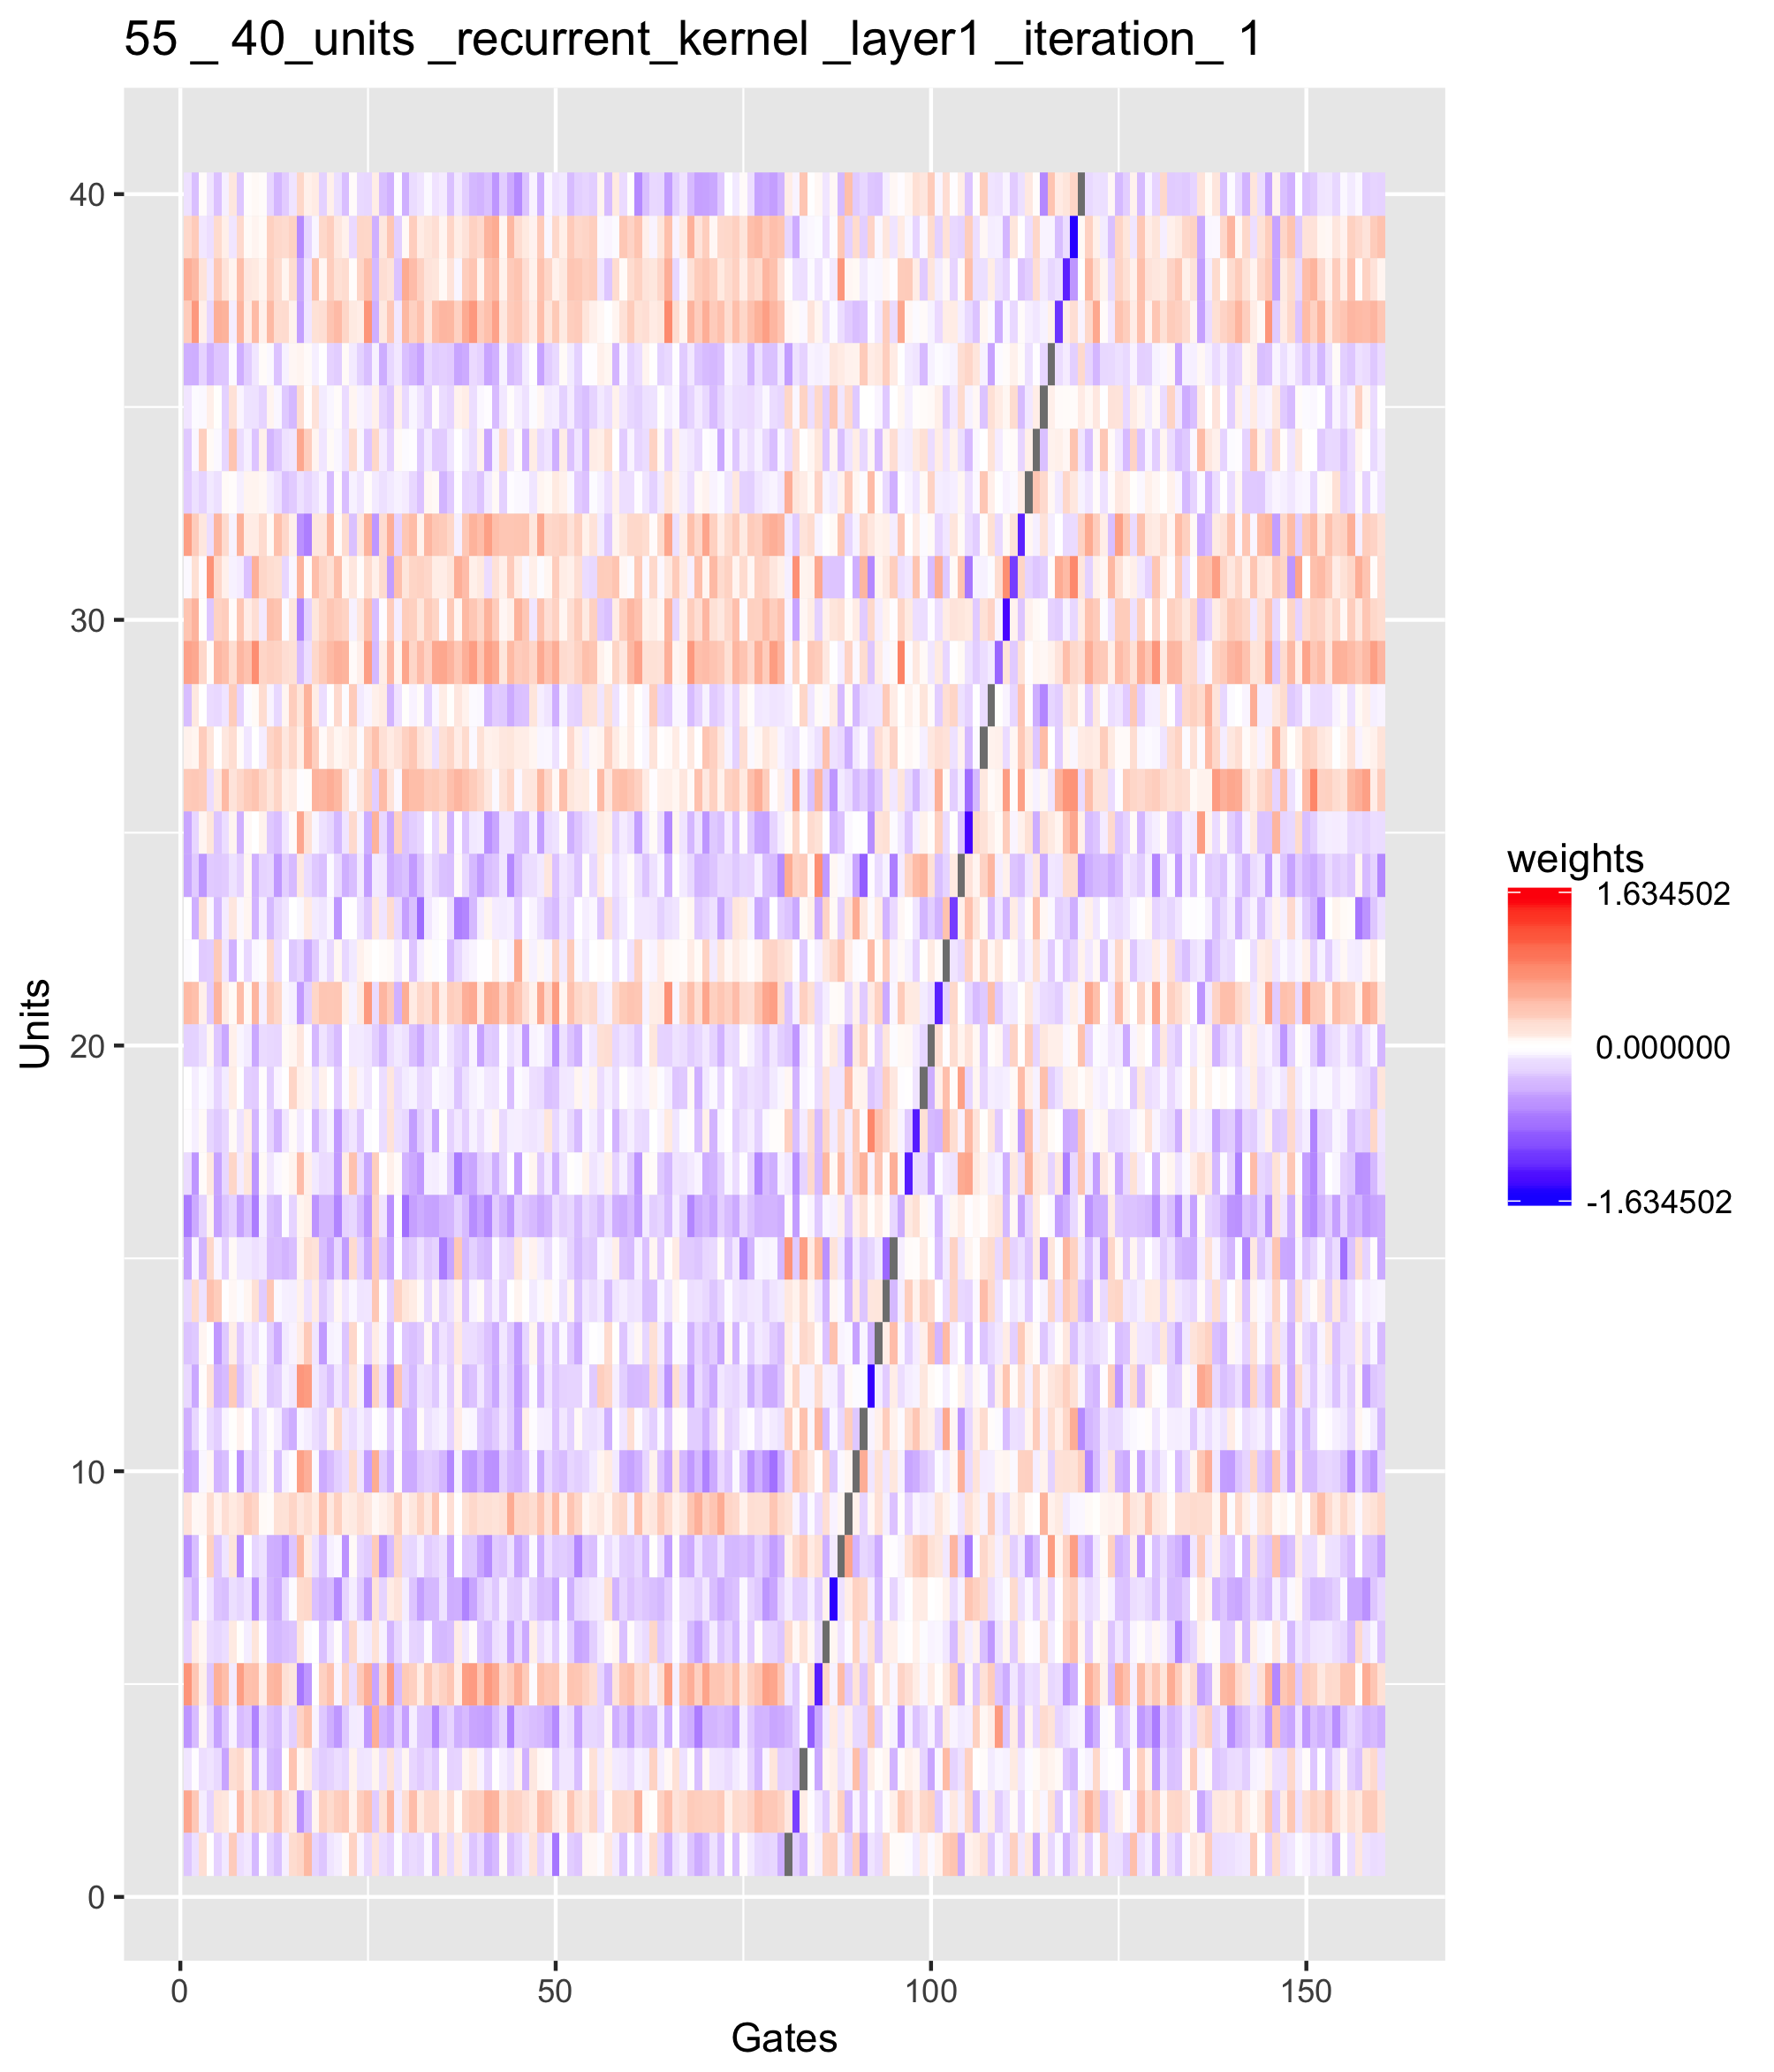 55 _ 40_units _recurrent_kernel _layer1 _iteration_ 1
40
30
20
10
0
Units
0 50 100 150
Gates
weights
1.634502
0.000000
-1.634502